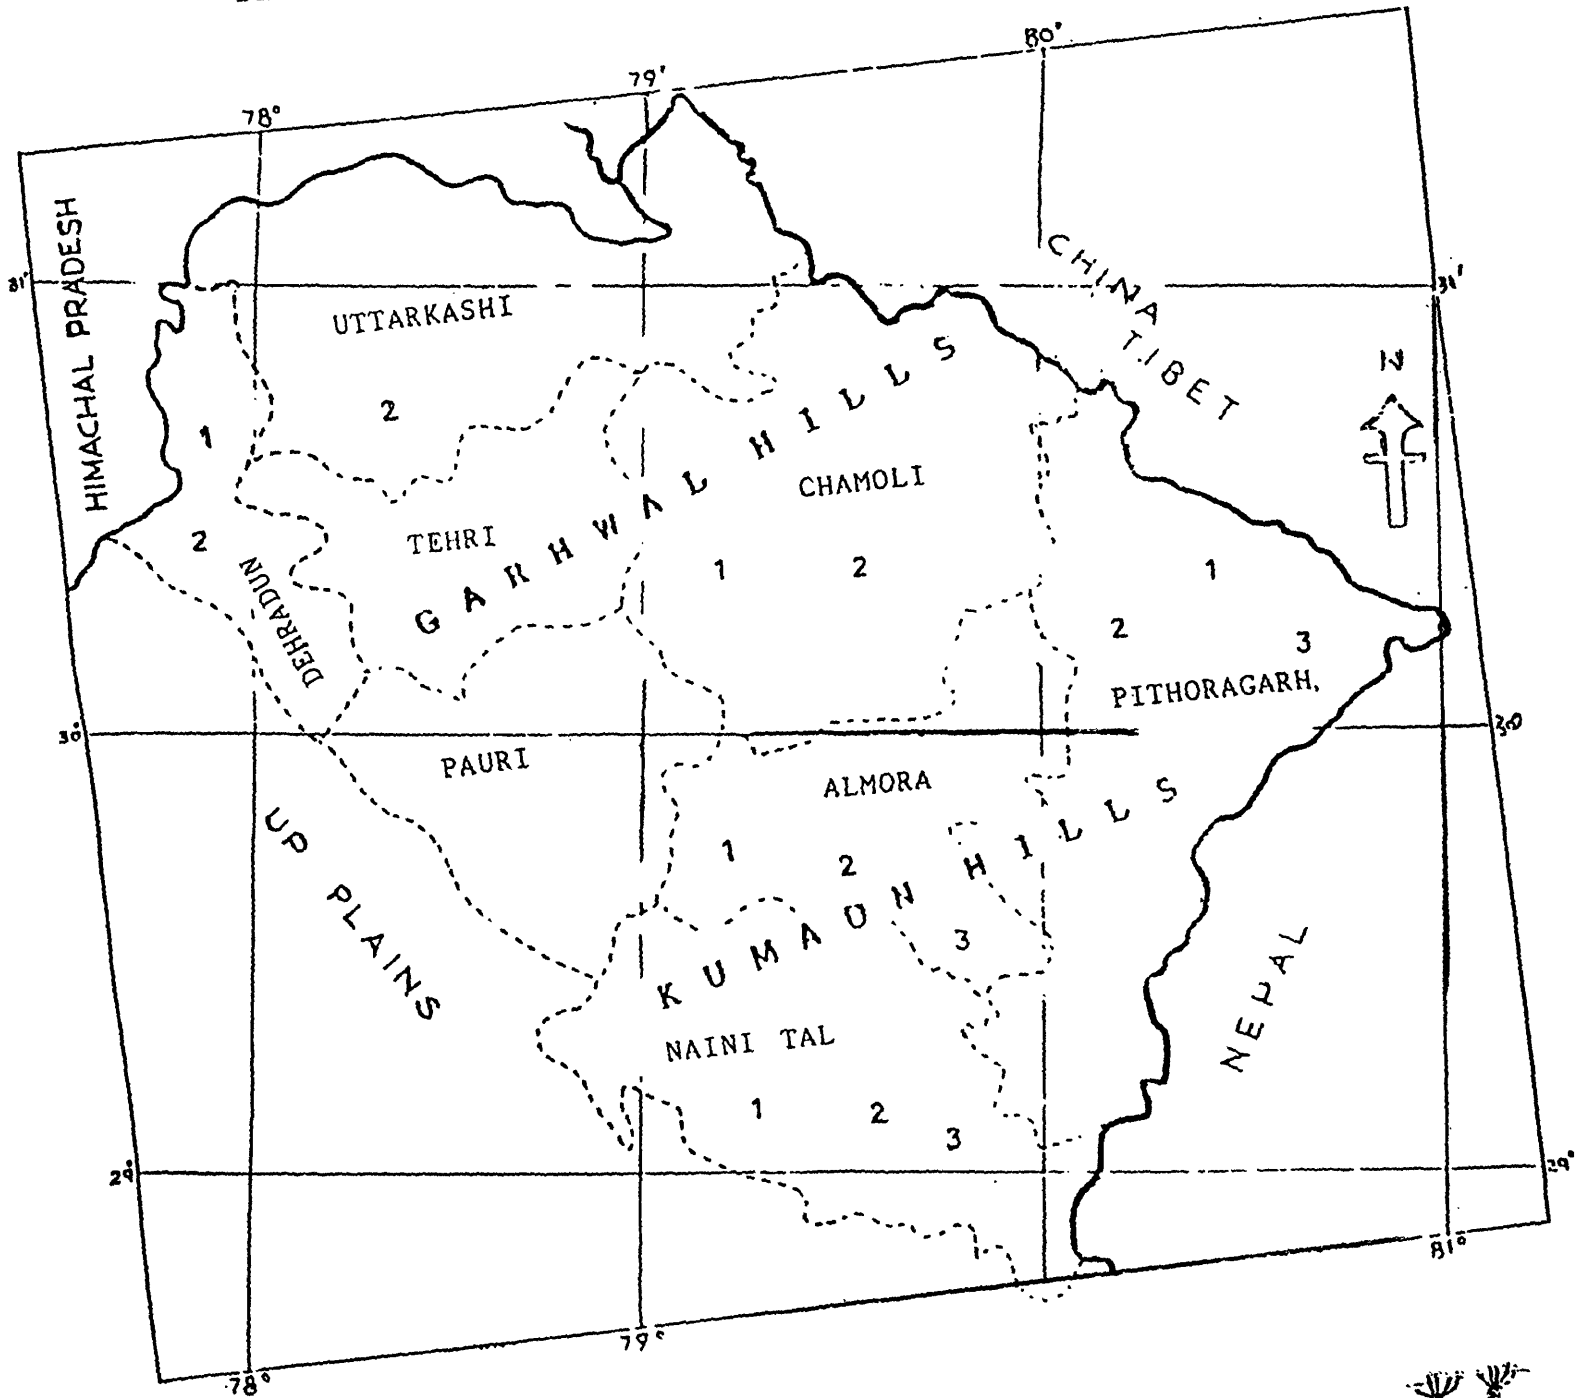 80°
79'
78°
HIMACHAL PRADESH
31'
31'
CHINA
TIBET
N
UTTARKASHI
2
1
GARHWAL HILLS
CHAMOLI
TEHRI
2
DEHRADUN
1
2
1
2
3
PITHORAGARH,
30°
30
PAURI
ALMORA
UP PLAINS
1
2
3
KUMAUN HILLS
NEPAL
NAINI TAL
1
2
3
29°
29°
81°
79°
78°